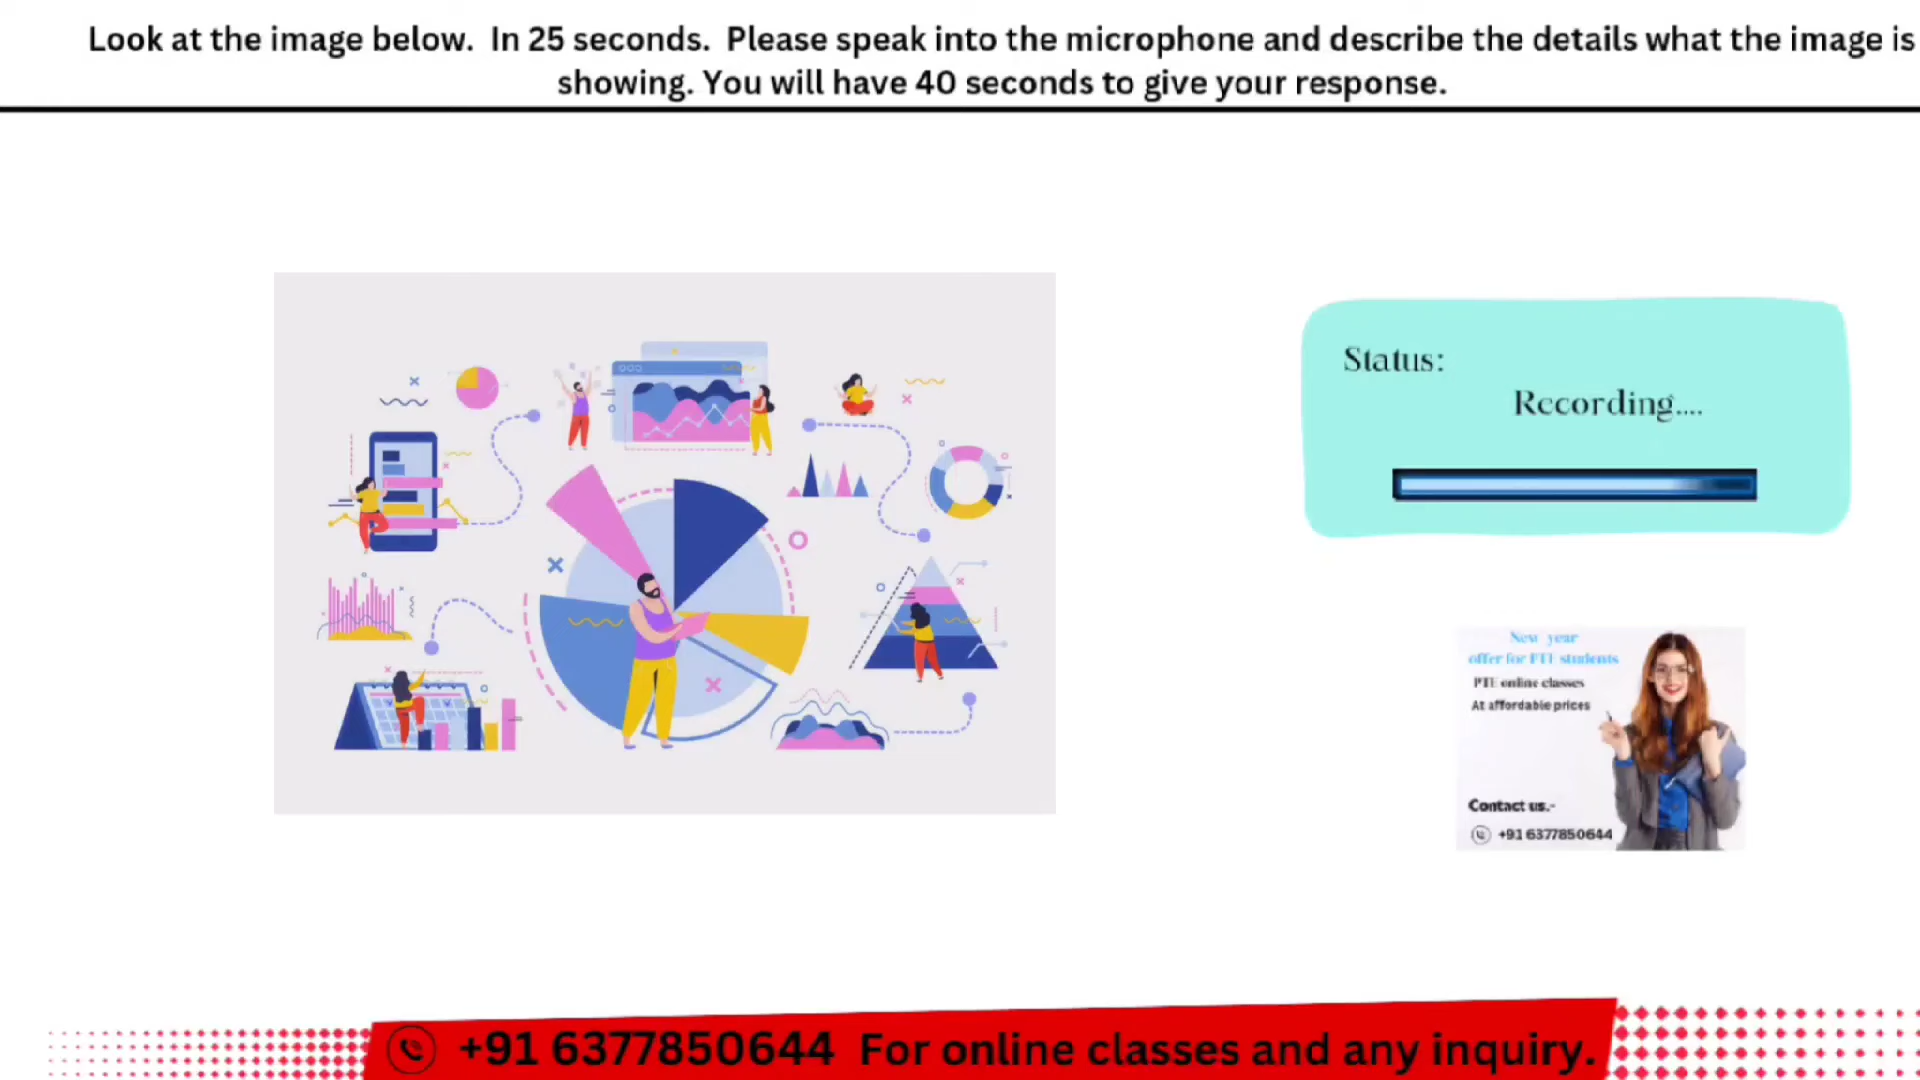 Look at the image below. In 25 seconds. Please speak into the microphone and describe the details what the image is
showing. You will have 40 seconds to give your response.
Status:
Recording....
New year
offer for PTE students
PTE online classes
At affordable prices
Contact us.-
+91 6377850644
+91 6377850644 For online classes and any inquiry.